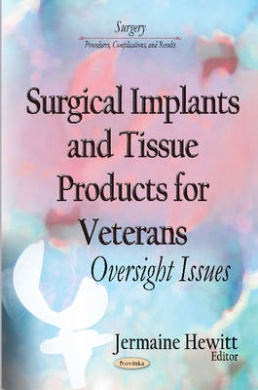 Surgery
Procedures, Complications, and Results
Surgical Implants
and Tissue
Products for
Veterans
Oversight Issues
Jermaine Hewitt
Editor
Novinka